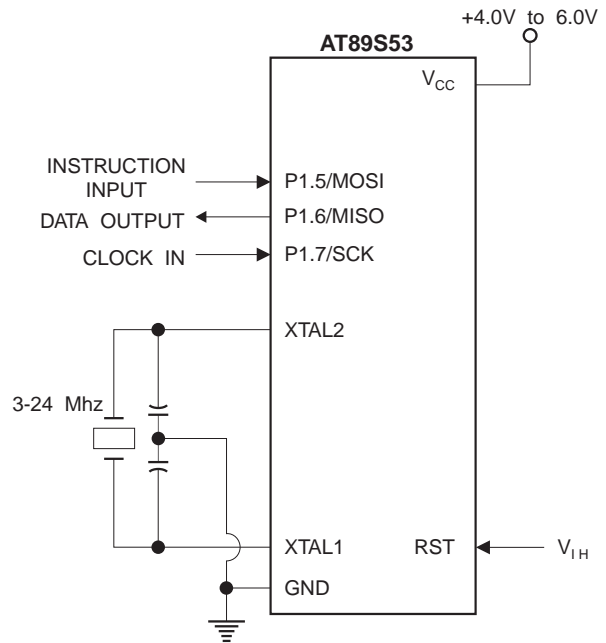 +4.0V to 6.0V
AT89S53
VCC
INSTRUCTION
INPUT
P1.5/MOSI
DATA OUTPUT
P1.6/MISO
CLOCK IN
P1.7/SCK
XTAL2
3-24 Mhz
XTAL1
RST
VIH
GND